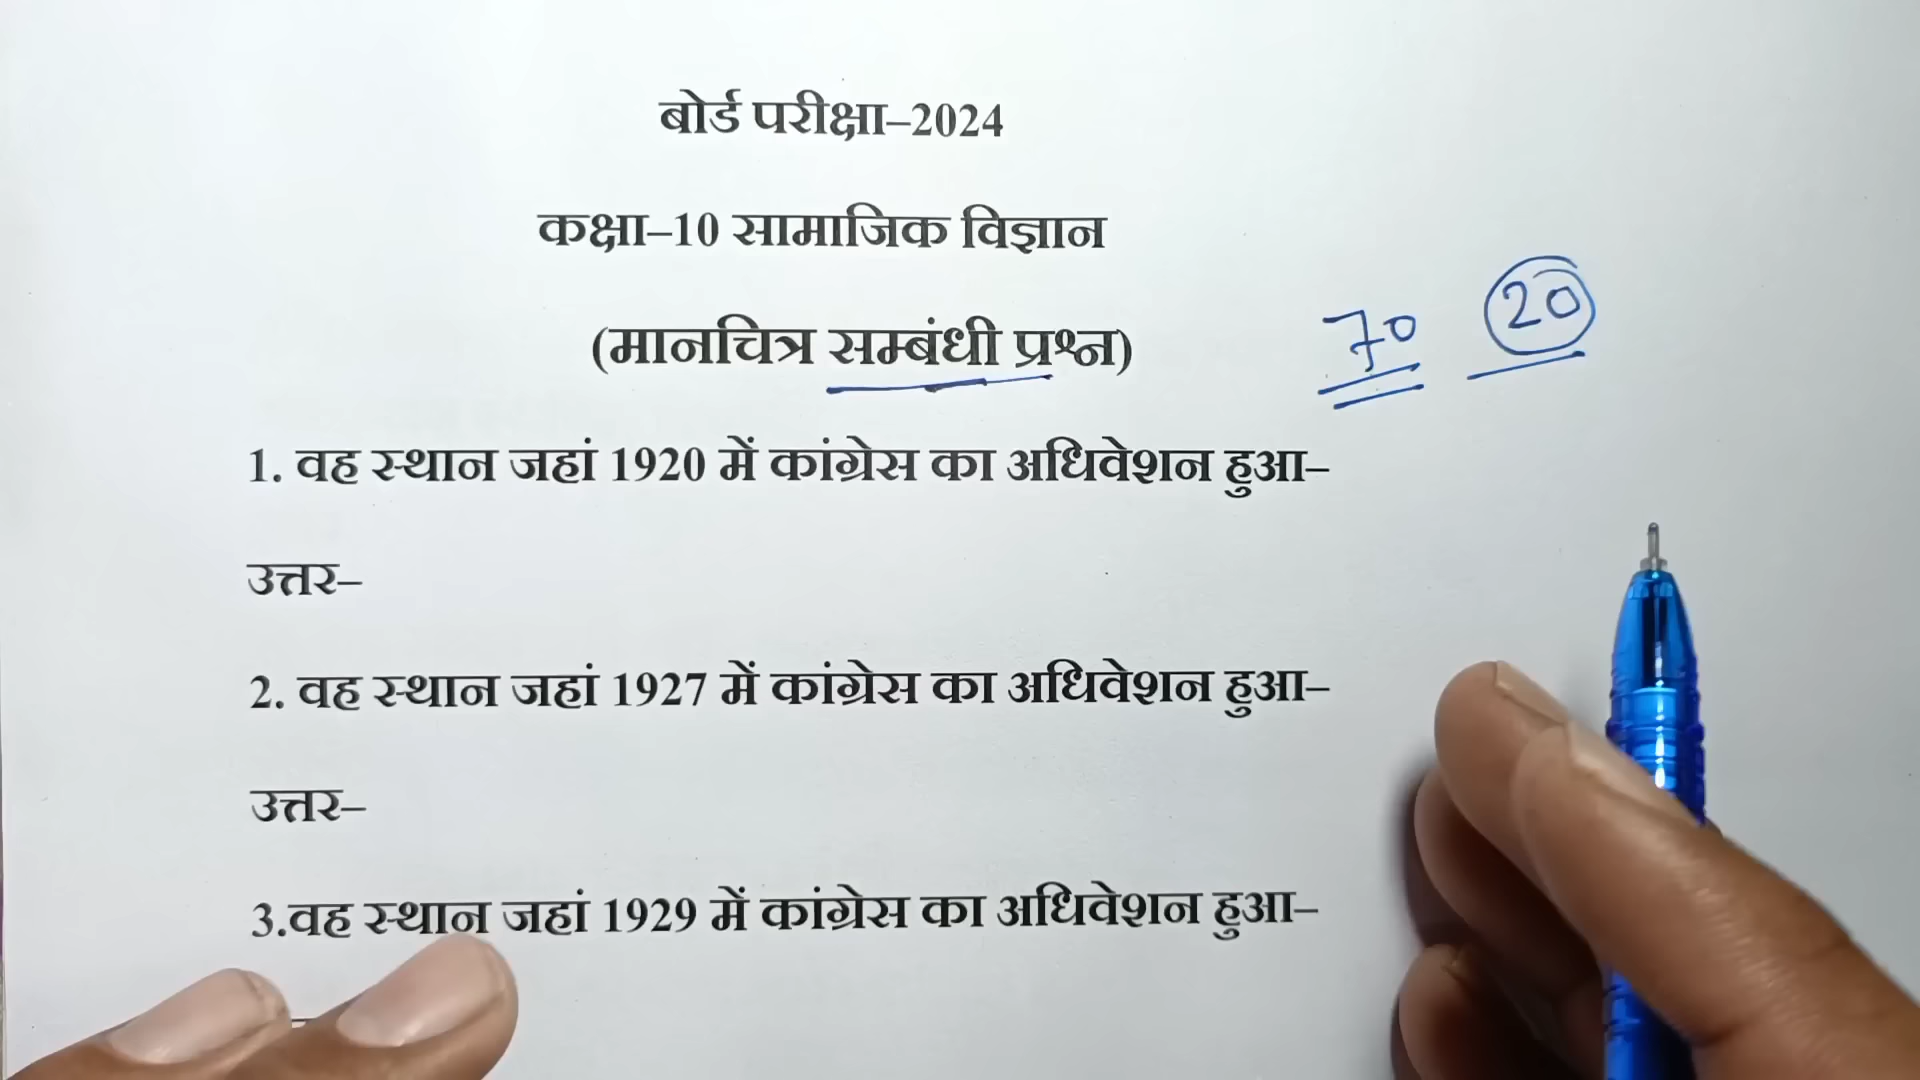 बोर्ड परीक्षा–2024
कक्षा–10 सामाजिक विज्ञान
(मानचित्र सम्बंधी प्रश्न)
70 20
1. वह स्थान जहां 1920 में कांग्रेस का अधिवेशन हुआ–
उत्तर–
2. वह स्थान जहां 1927 में कांग्रेस का अधिवेशन हुआ–
उत्तर–
3.वह स्थान जहां 1929 में कांग्रेस का अधिवेशन हुआ–